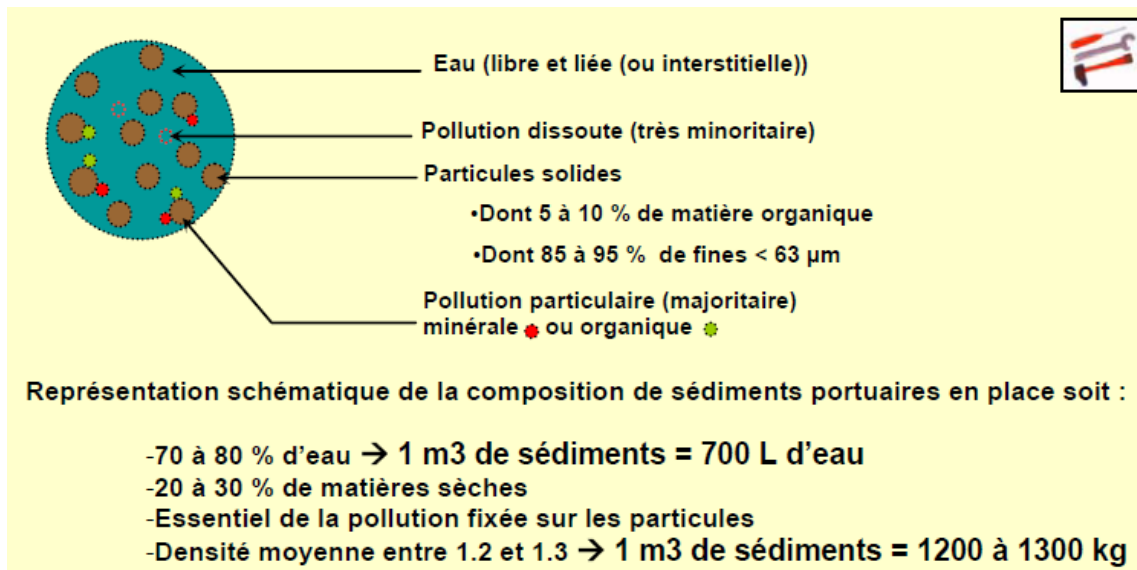 Eau (libre et liée (ou interstitielle))
Pollution dissoute (très minoritaire)
Particules solides
•Dont 5 à 10 % de matière organique
•Dont 85 à 95 % de fines < 63 µm
Pollution particulaire (majoritaire)
minérale ou organique
Représentation schématique de la composition de sédiments portuaires en place soit :
-70 à 80 % d'eau → 1 m3 de sédiments = 700 L d'eau
-20 à 30 % de matières sèches
-Essentiel de la pollution fixée sur les particules
-Densité moyenne entre 1.2 et 1.3 → 1 m3 de sédiments = 1200 à 1300 kg